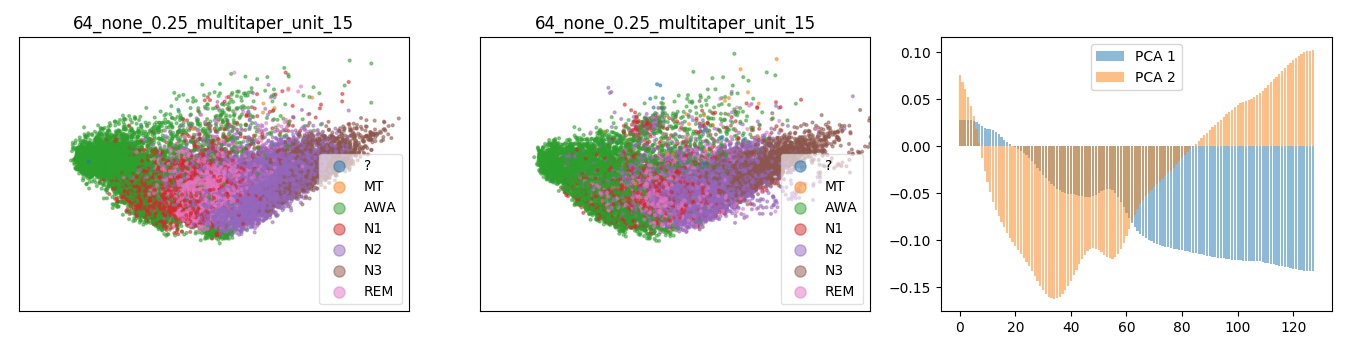 64_none_0.25_multitaper_unit_15
?
MT
AWA
N1
N2
N3
REM
64_none_0.25_multitaper_unit_15
?
MT
AWA
N1
N2
N3
REM
PCA 1
PCA 2
0.10
0.05
0.00
−0.05
−0.10
−0.15
0 20 40 60 80 100 120